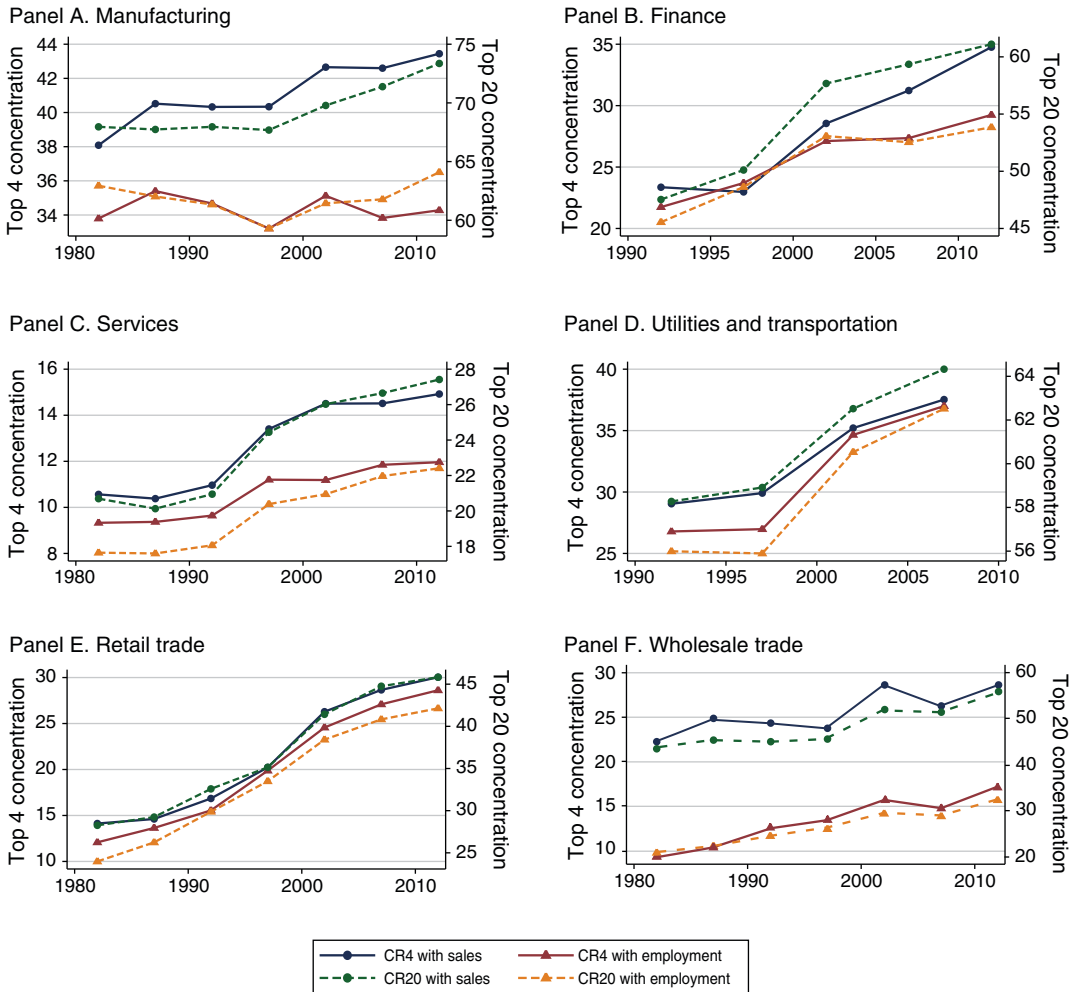 Panel A. Manufacturing
Top 4 concentration
44
42
40
38
36
34
75
70
65
60
Top 20 concentration
1980 1990 2000 2010
Panel B. Finance
Top 4 concentration
35
30
25
20
60
55
50
45
Top 20 concentration
1990 1995 2000 2005 2010
Panel C. Services
Top 4 concentration
16
14
12
10
8
28
26
24
22
20
18
Top 20 concentration
1980 1990 2000 2010
Panel D. Utilities and transportation
Top 4 concentration
40
35
30
25
64
62
60
58
56
Top 20 concentration
1990 1995 2000 2005 2010
Panel E. Retail trade
Top 4 concentration
30
25
20
15
10
45
40
35
30
25
Top 20 concentration
1980 1990 2000 2010
Panel F. Wholesale trade
Top 4 concentration
30
25
20
15
10
60
50
40
30
20
Top 20 concentration
1980 1990 2000 2010
CR4 with sales CR4 with employment
CR20 with sales CR20 with employment